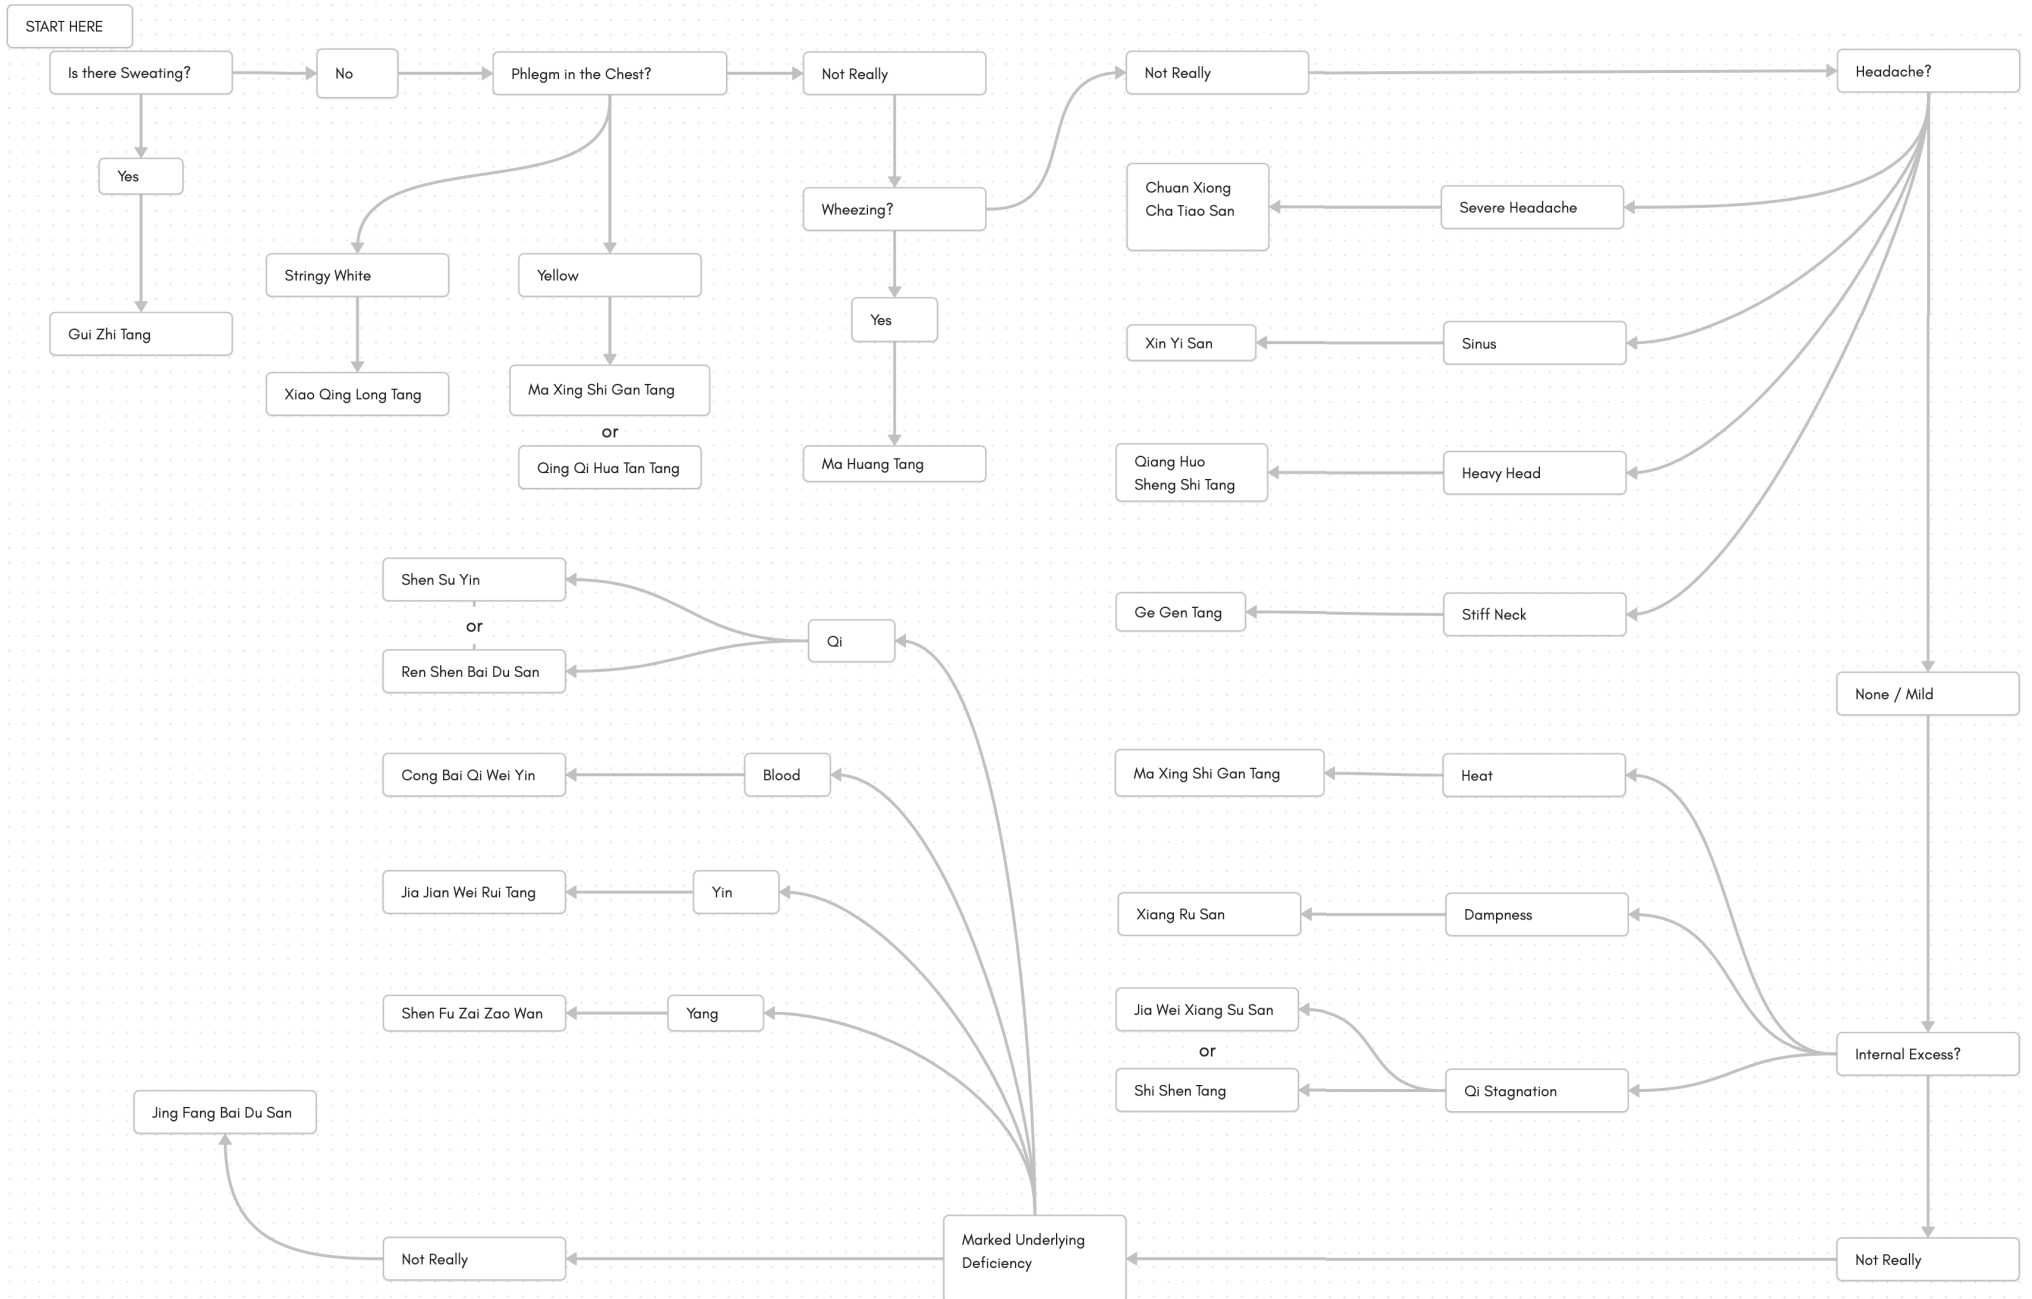 START HERE
Is there Sweating?
No
Phlegm in the Chest?
Not Really
Not Really
Headache?
Yes
Wheezing?
Chuan Xiong
Cha Tiao San
Severe Headache
Stringy White
Yellow
Yes
Gui Zhi Tang
Xin Yi San
Sinus
Xiao Qing Long Tang
Ma Xing Shi Gan Tang
or
Qing Qi Hua Tan Tang
Ma Huang Tang
Qiang Huo
Sheng Shi Tang
Heavy Head
Shen Su Yin
or
Ren Shen Bai Du San
Qi
Ge Gen Tang
Stiff Neck
None / Mild
Cong Bai Qi Wei Yin
Blood
Ma Xing Shi Gan Tang
Heat
Jia Jian Wei Rui Tang
Yin
Xiang Ru San
Dampness
Shen Fu Zai Zao Wan
Yang
Jia Wei Xiang Su San
or
Shi Shen Tang
Qi Stagnation
Internal Excess?
Jing Fang Bai Du San
Not Really
Marked Underlying
Deficiency
Not Really